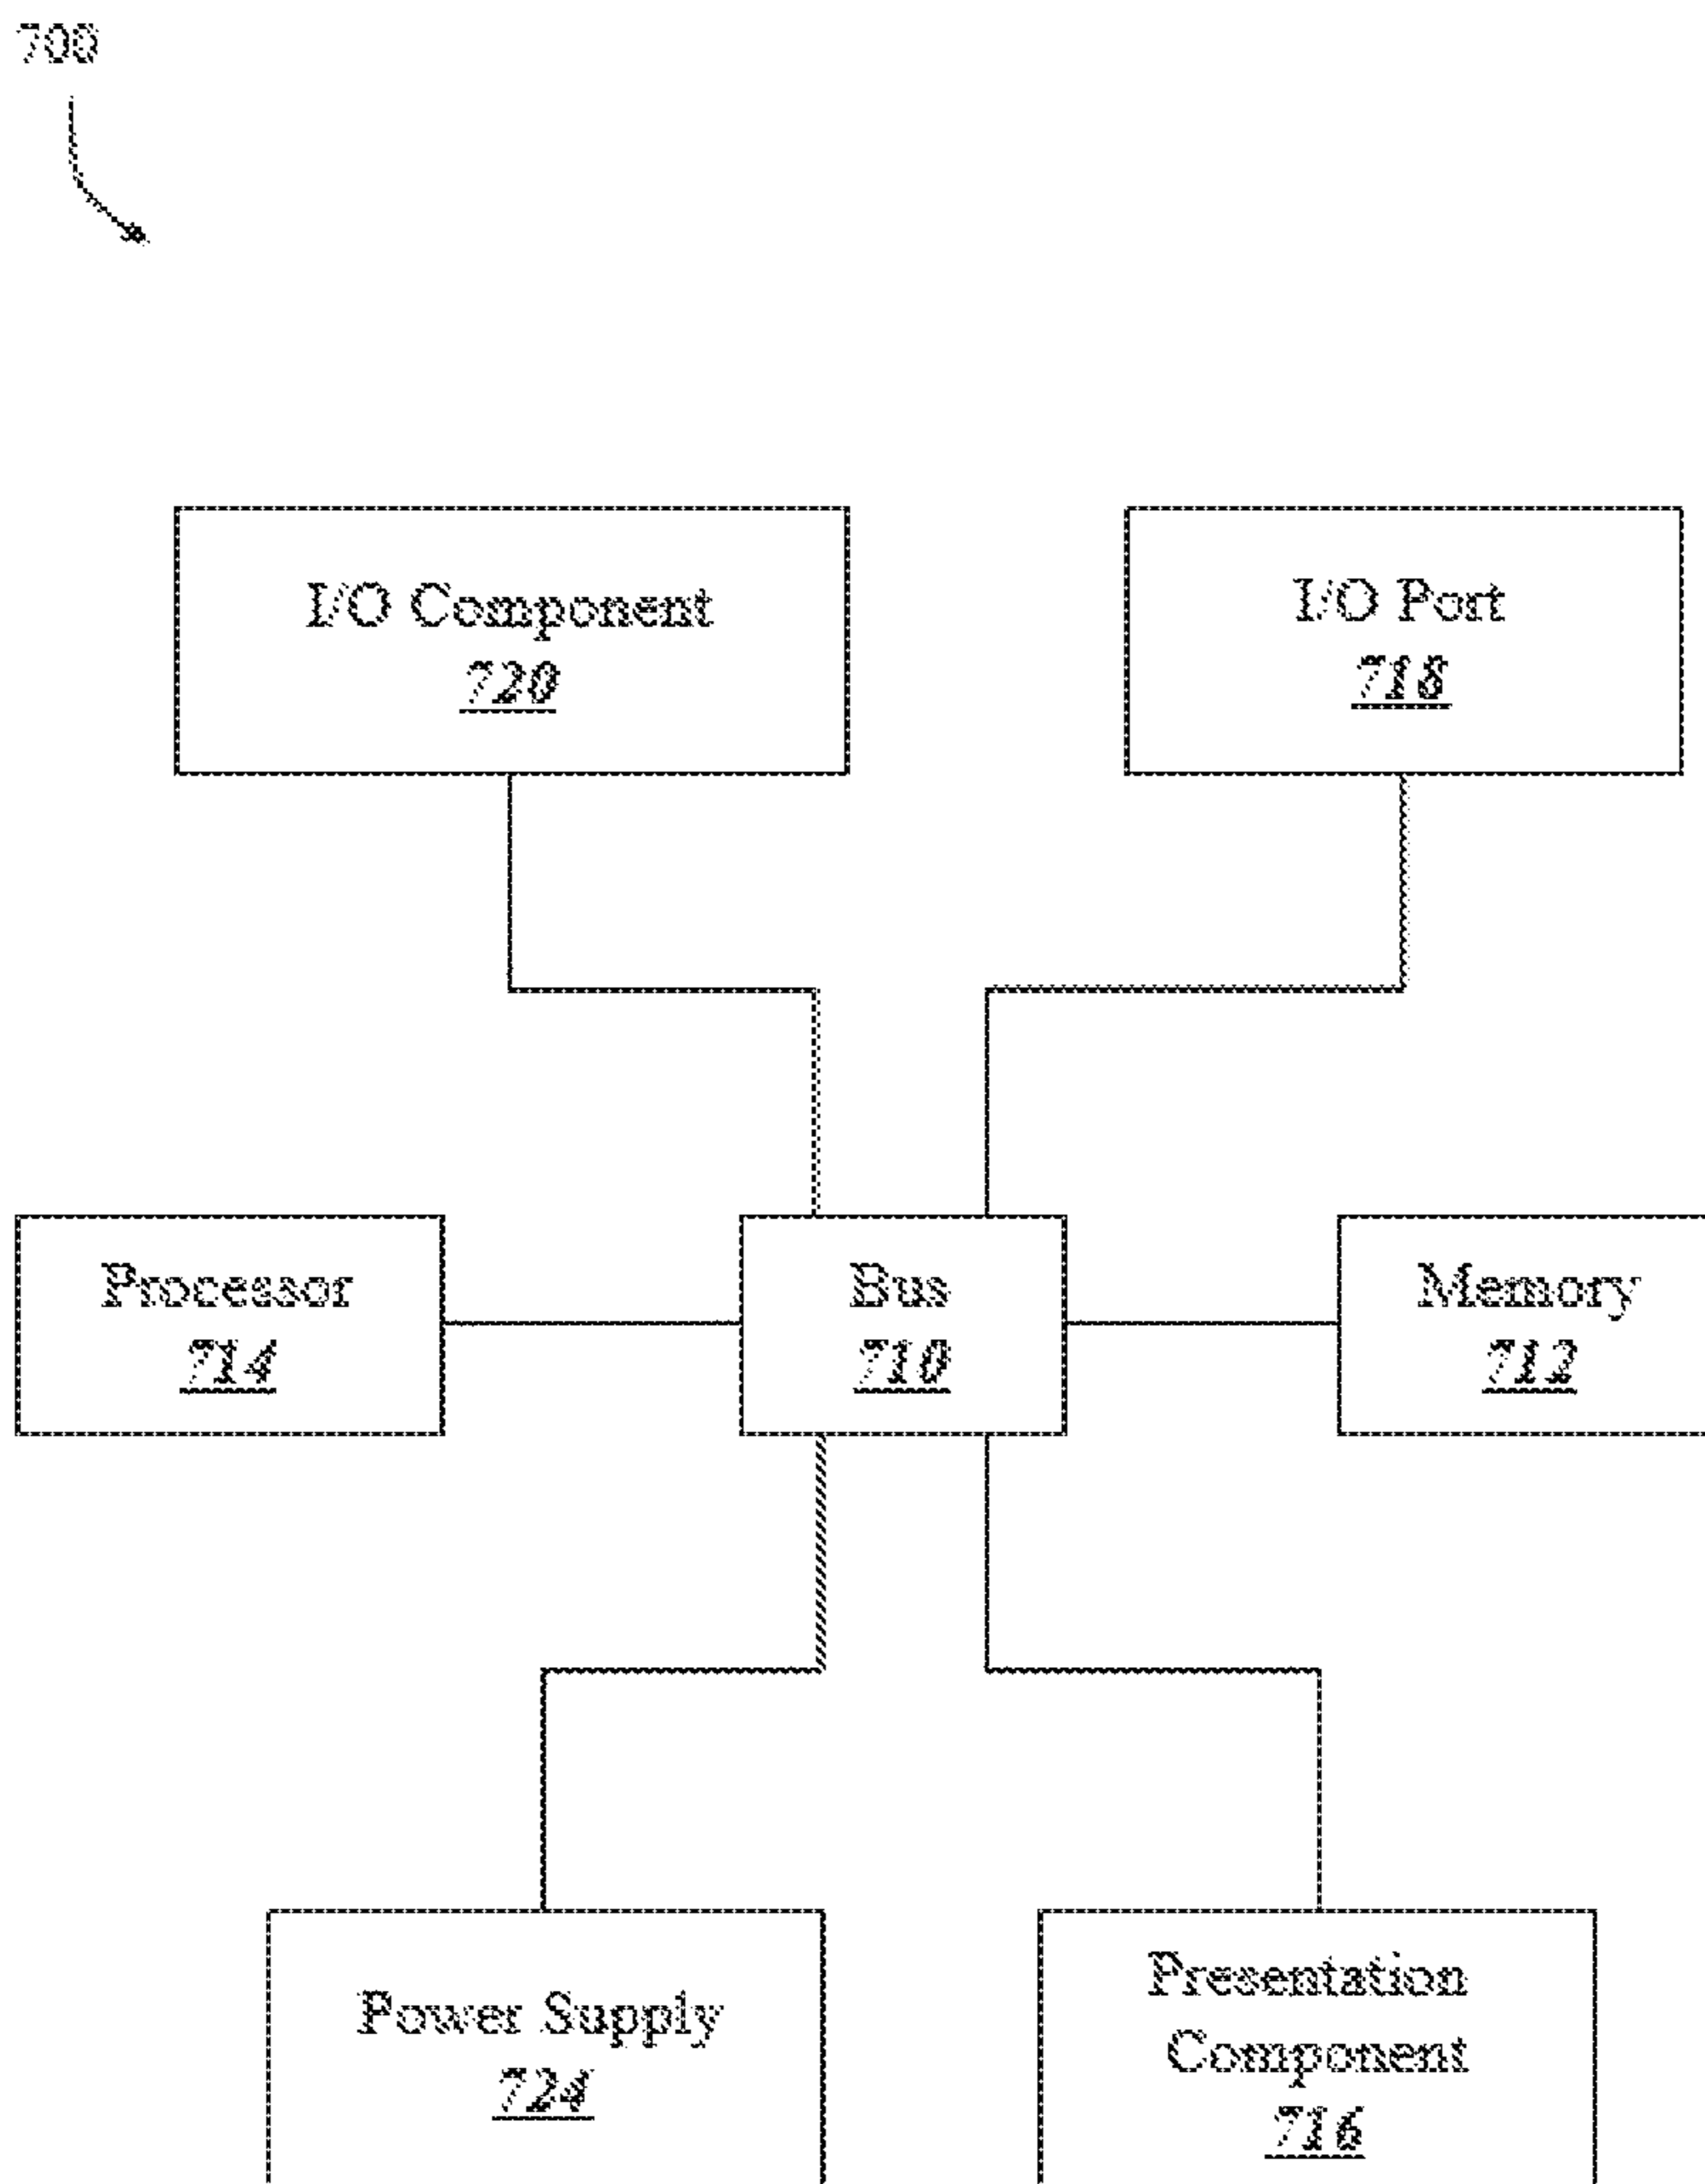 700
I/O Component
720
I/O Port
718
Processor
714
Bus
710
Memory
712
Power Supply
724
Presentation
Component
716